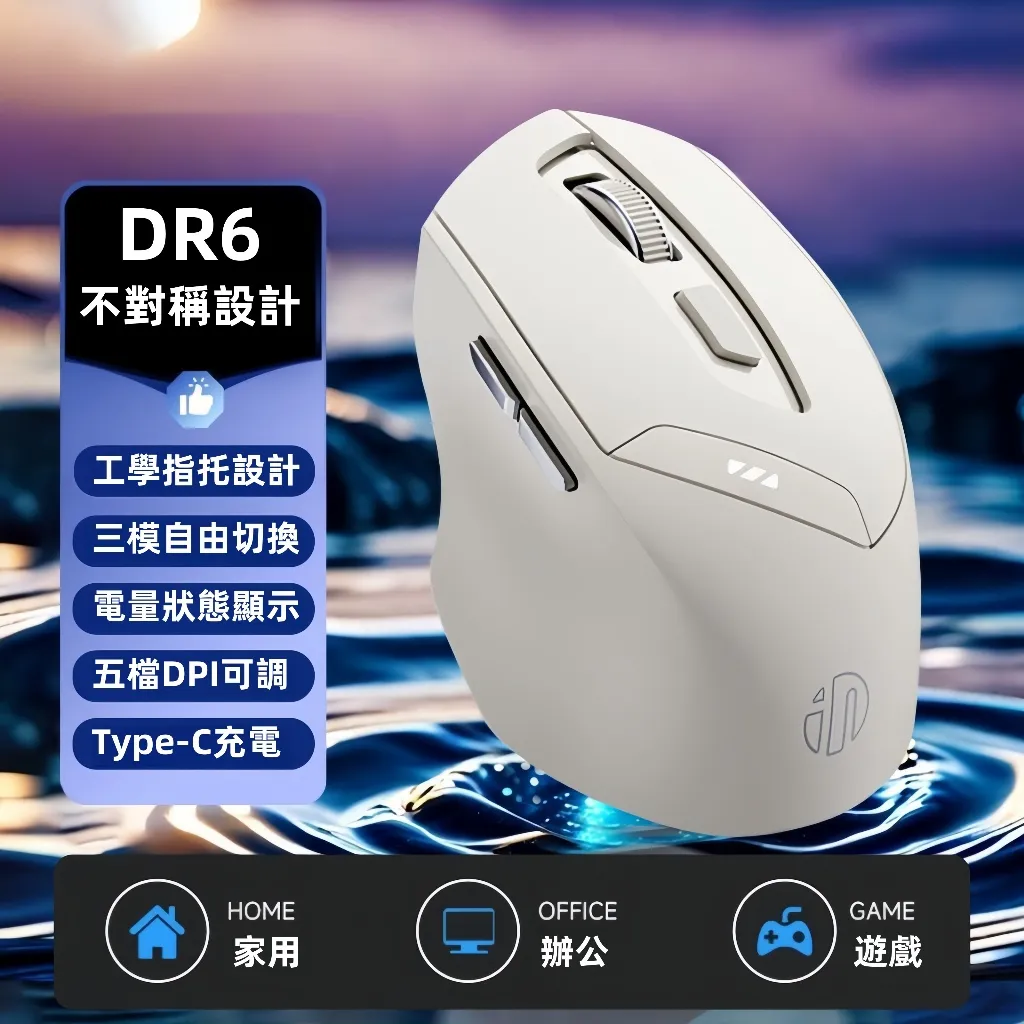 DR6
不對稱設計
工學指托設計
三模自由切換
電量狀態顯示
五檔DPI可調
Type-C充電
HOME
家用
OFFICE
辦公
GAME
遊戲